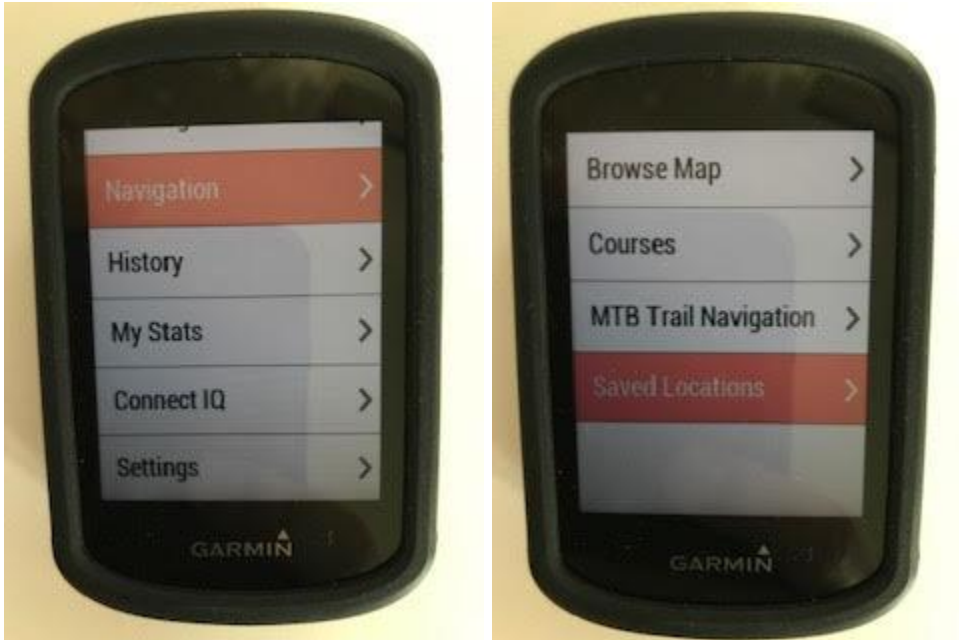 Navigation
History
My Stats
Connect IQ
Settings
GARMIN
Browse Map
Courses
MTB Trail Navigation
Saved Locations
GARMIN